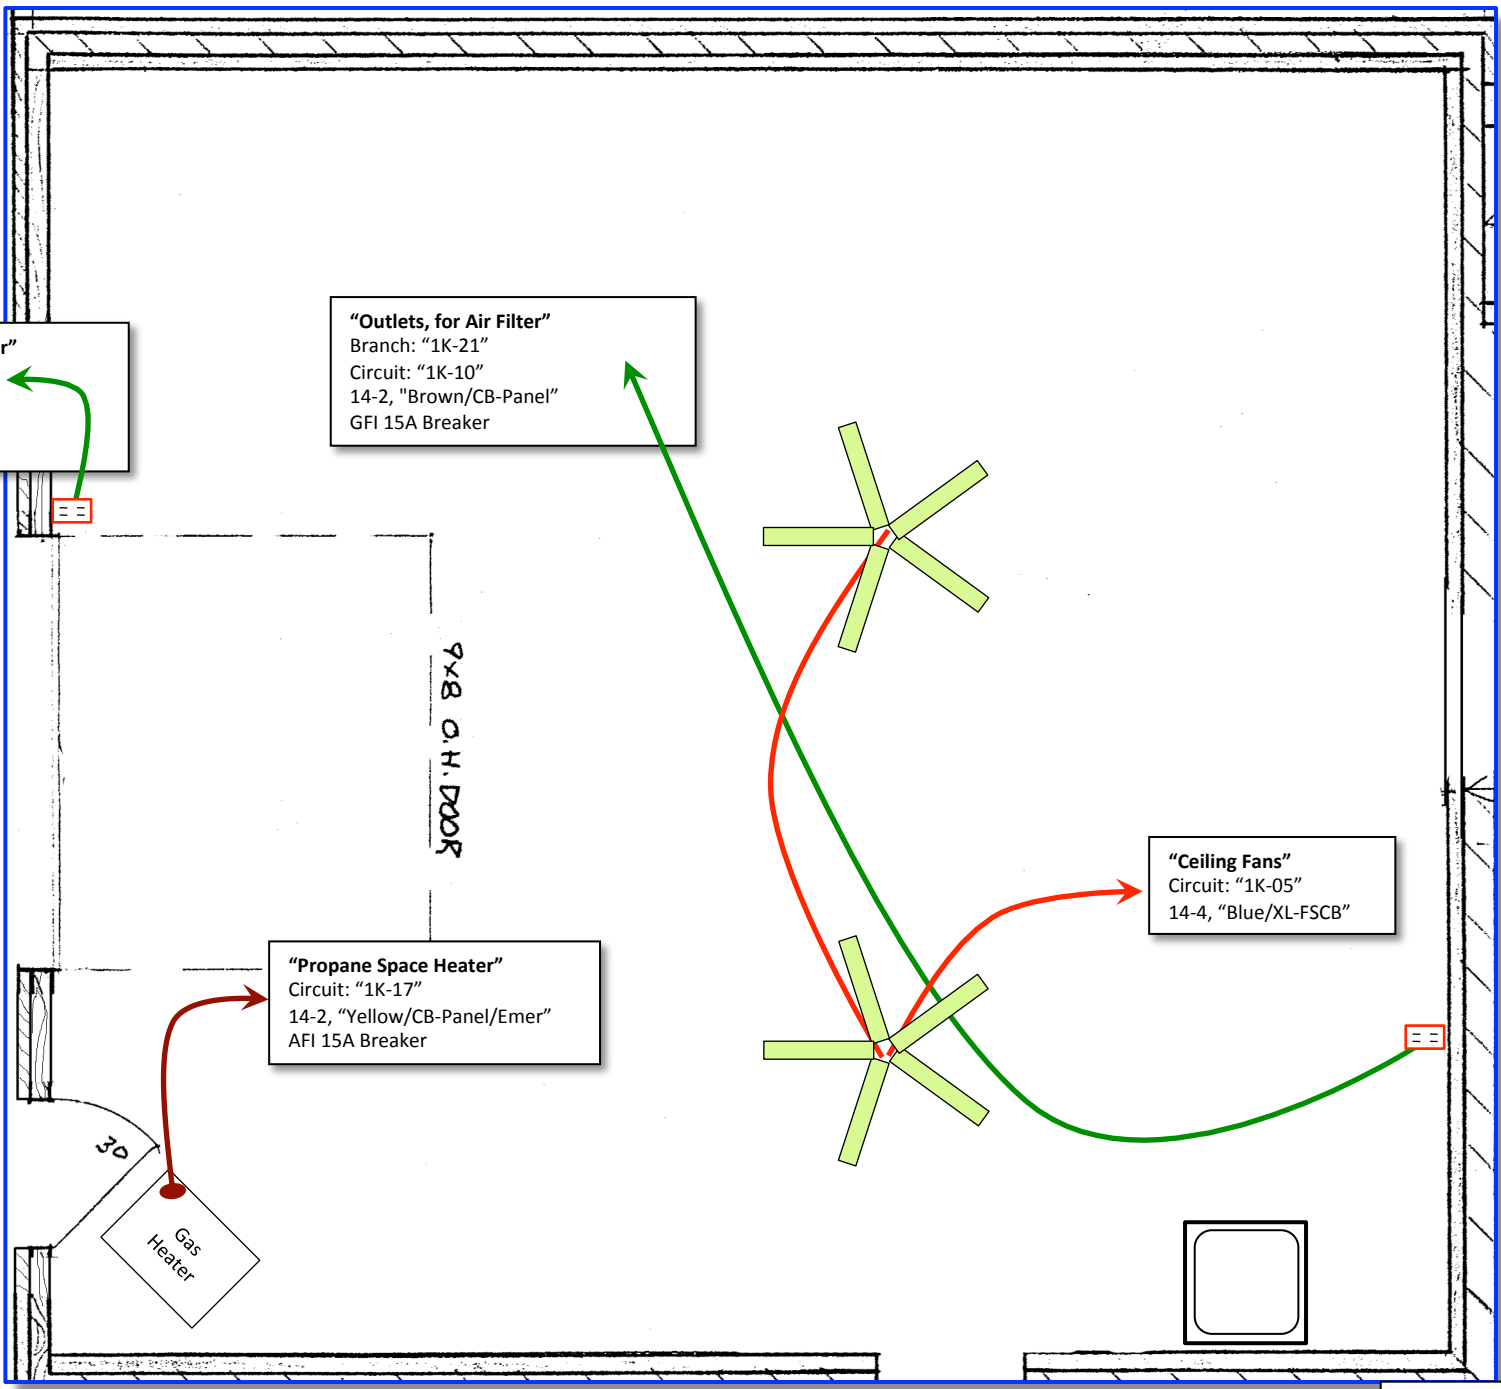 r”
“Outlets, for Air Filter”
Branch: “1K-21”
Circuit: “1K-10”
14-2, "Brown/CB-Panel”
GFI 15A Breaker
9x8 O.H. DOOR
“Ceiling Fans”
Circuit: “1K-05”
14-4, “Blue/XL-FSCB”
“Propane Space Heater”
Circuit: “1K-17”
14-2, “Yellow/CB-Panel/Emer”
AFI 15A Breaker
30
Gas
Heater